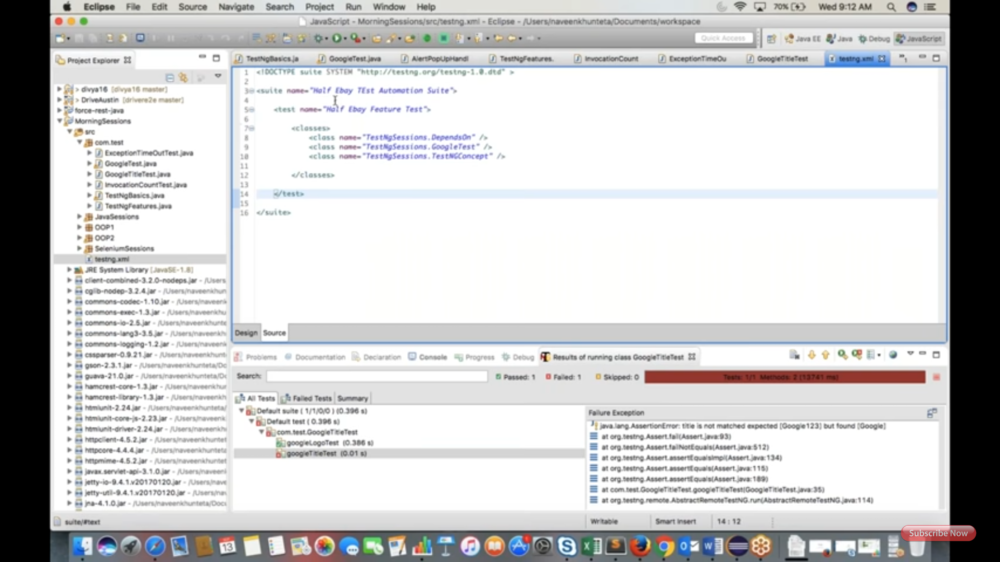 Eclipse File Edit Source Navigate Search Project Run Window Help
70% Wed 9:12 AM
JavaScript - MorningSessions/src/testng.xml - Eclipse - /Users/naveenkhunteta/Documents/workspace
Quick Access
Java EE Java Debug JavaScript
Project Explorer
> divya16 [divya16 master]
> DriveAustin [drivere2e master]
force-rest-java
MorningSessions
src
com.test
ExceptionTimeOutTest.java
GoogleTest.java
GoogleTitleTest.java
InvocationCountTest.java
TestNgBasics.java
TestNgFeatures.java
JavaSessions
OOP1
OOP2
SeleniumSessions
testng.xml
JRE System Library [JavaSE-1.8]
client-combined-3.2.0-nodeps.jar - /Users
cglib-nodep-3.2.4.jar - /Users/naveenkhun
commons-codec-1.10.jar - /Users/naveenk
commons-exec-1.3.jar - /Users/naveenkhu
commons-io-2.5.jar - /Users/naveenkhunte
commons-lang3-3.5.jar - /Users/naveenkh
commons-logging-1.2.jar - /Users/naveenk
cssparser-0.9.21.jar - /Users/naveenkhunt
gson-2.3.1.jar - /Users/naveenkhunteta/Do
guava-21.0.jar - /Users/naveenkhunteta/Dc
hamcrest-core-1.3.jar - /Users/naveenkhu
hamcrest-library-1.3.jar - /Users/naveenkh
htmlunit-2.24.jar - /Users/naveenkhunteta
htmlunit-core-js-2.23.jar - /Users/naveenk
htmlunit-driver-2.24.jar - /Users/naveenkh
httpclient-4.5.2.jar - /Users/naveenkhunte
httpcore-4.4.4.jar - /Users/naveenkhuntet
httpmime-4.5.2.jar - /Users/naveenkhuntet
javax.servlet-api-3.1.0.jar - /Users/naveenk
jetty-io-9.4.1.v20170120.jar - /Users/nave
jetty-util-9.4.1.v20170120.jar - /Users/na
jna-4.1.0.jar - /Users/naveenkhunteta/Docu
TestNgBasics.ja GoogleTest.java AlertPopUpHandl TestNgFeatures. InvocationCount ExceptionTimeOu GoogleTitleTest testng.xml
1 <!DOCTYPE suite SYSTEM "http://testng.org/testng-1.0.dtd" >
2
3 <suite name="Half Ebay TEst Automation Suite">
4
5 <test name="Half Ebay Feature Test">
6
7 <classes>
8 <class name="TestNgSessions.DependsOn" />
9 <class name="TestNgSessions.GoogleTest" />
10 <class name="TestNgSessions.TestNGConcept" />
11
12 </classes>
13
14 </test>
15
16 </suite>
Design Source
Problems Documentation Declaration Console Progress Debug Results of running class GoogleTitleTest
Search: Passed: 1 Failed: 1 Skipped: 0 Tests: 1/1 Methods: 2 (13741 ms)
All Tests Failed Tests Summary
Default suite ( 1/1/0/0 ) (0.396 s)
Default test ( 0.396 s)
com.test.GoogleTitleTest
googleLogoTest (0.386 s)
googleTitleTest (0.01 s)
Failure Exception
java.lang.AssertionError: title is not matched expected [Google123] but found [Google]
at org.testng.Assert.fail(Assert.java:93)
at org.testng.Assert.failNotEquals(Assert.java:512)
at org.testng.Assert.assertEqualsImpl(Assert.java:134)
at org.testng.Assert.assertEquals(Assert.java:115)
at org.testng.Assert.assertEquals(Assert.java:189)
at com.test.GoogleTitleTest.googleTitleTest(GoogleTitleTest.java:35)
at org.testng.remote.AbstractRemoteTestNG.run(AbstractRemoteTestNG.java:114)
suite/#text Writable Smart Insert 14 : 12
13
Subscribe Now